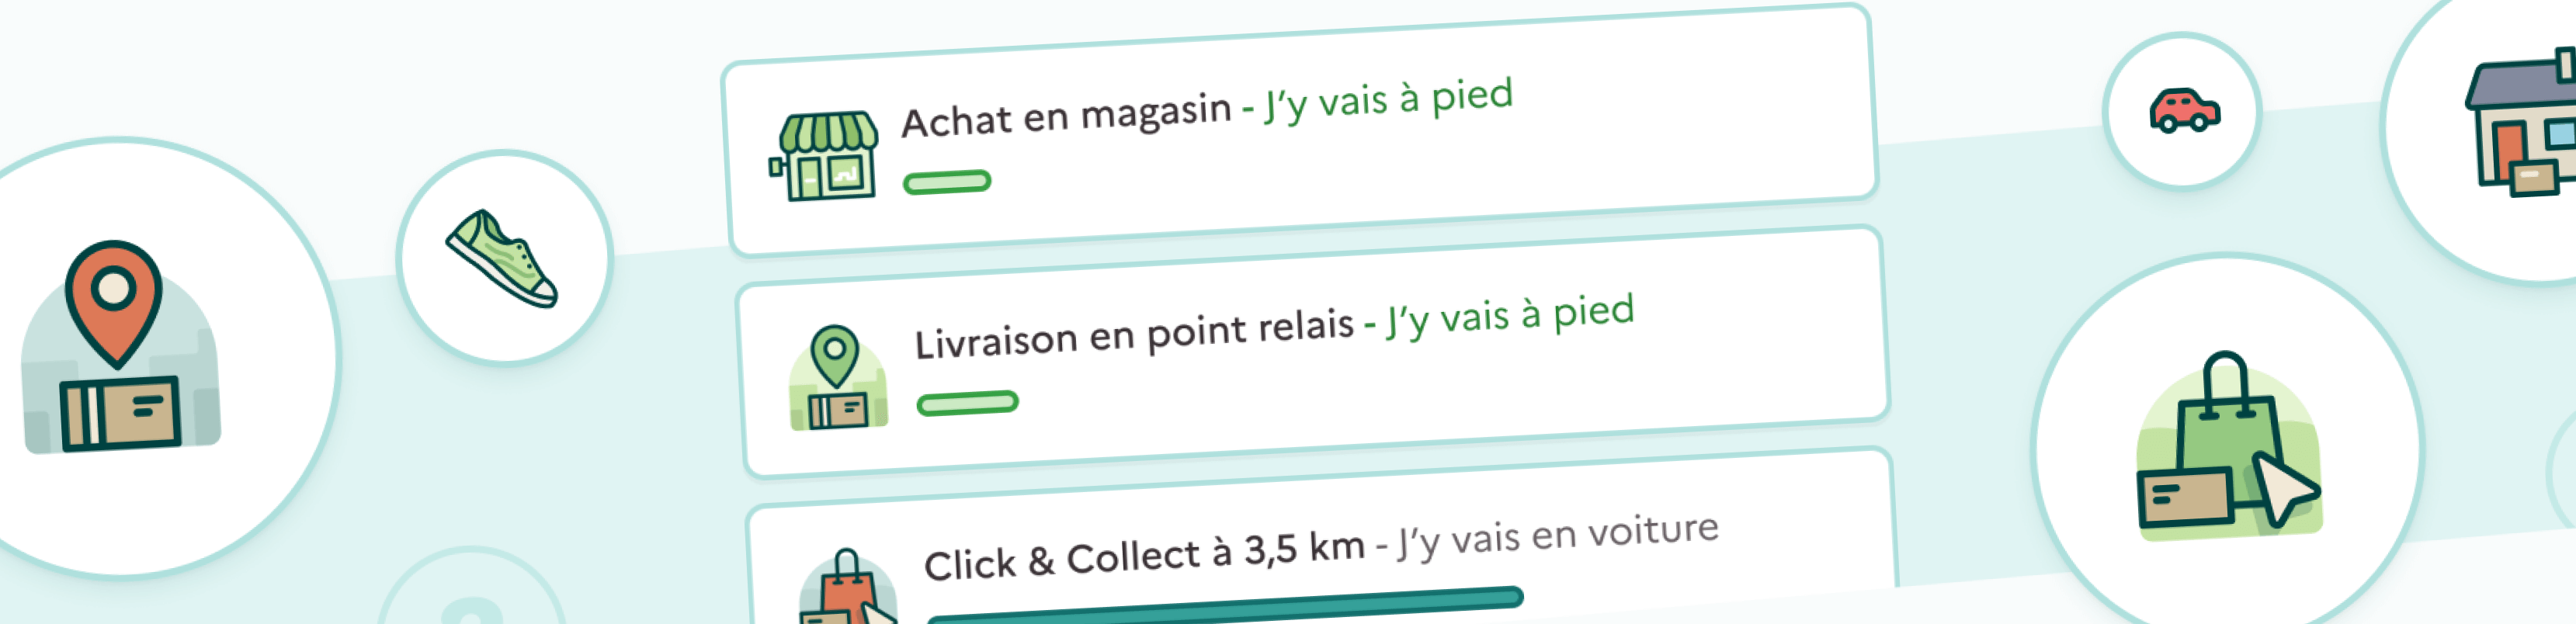 Achat en magasin - J'y vais à pied
Livraison en point relais - J'y vais à pied
Click & Collect à 3,5 km - J'y vais en voiture